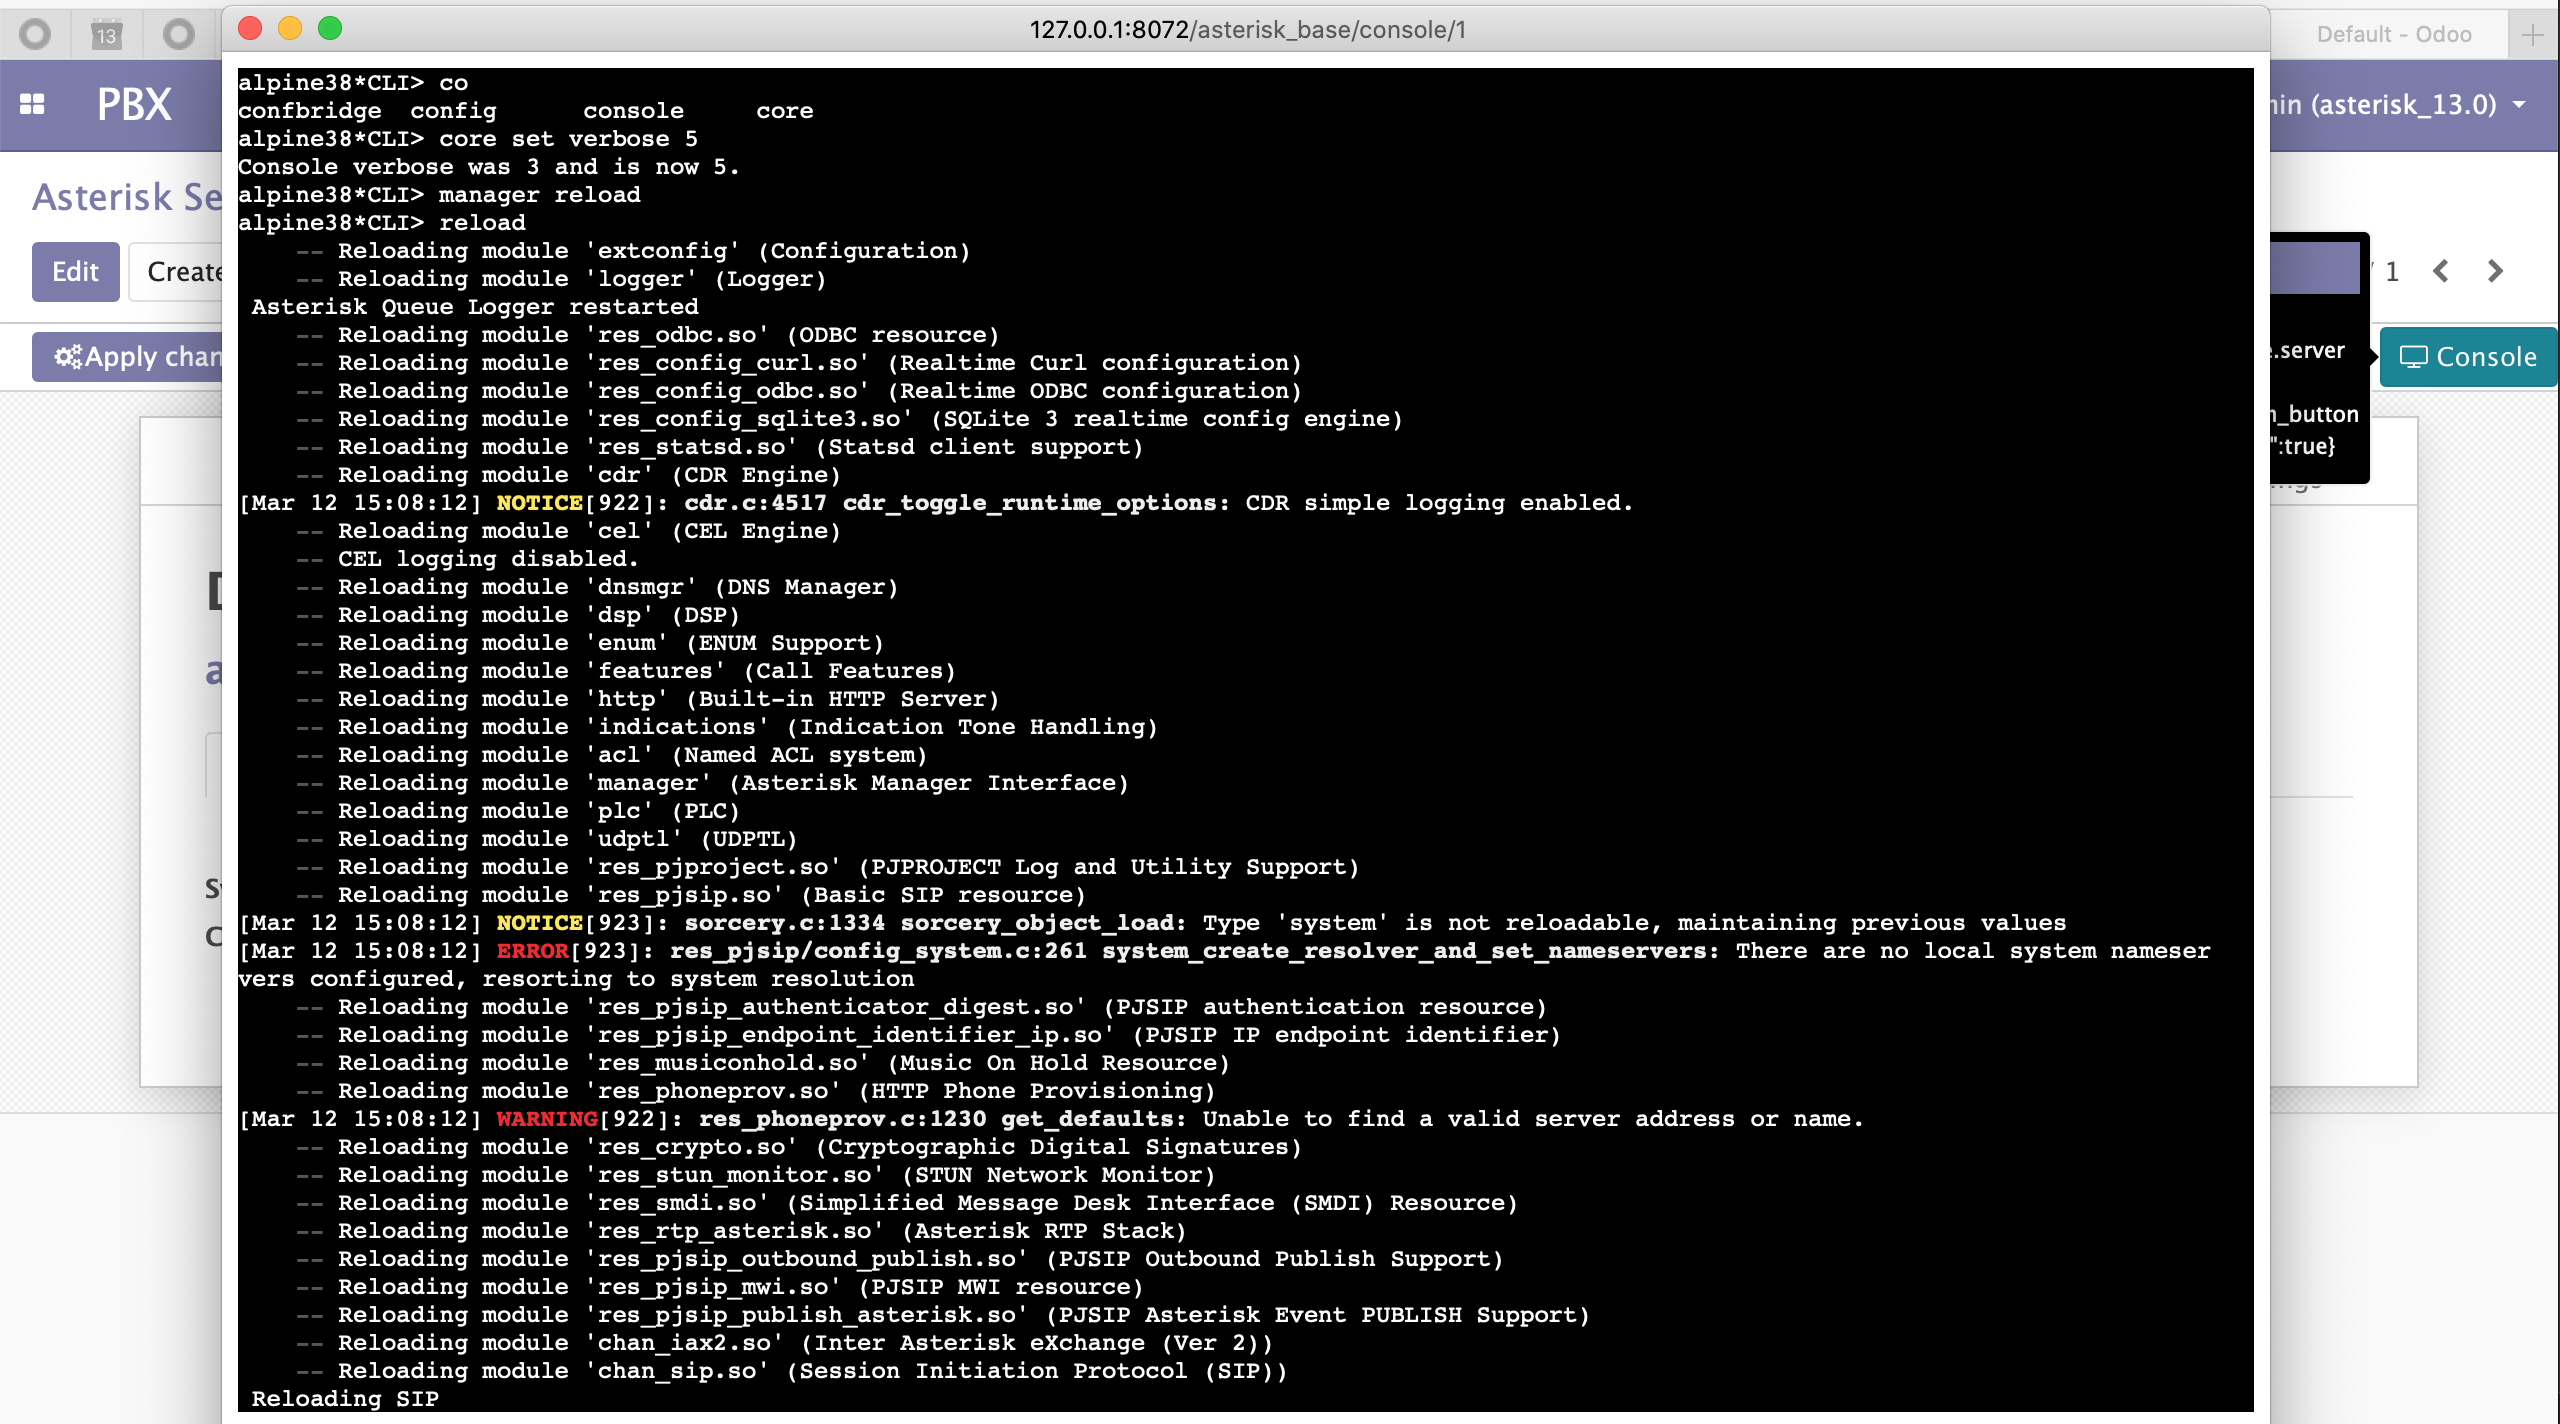 127.0.0.1:8072/asterisk_base/console/1
Default - Odoo
13
PBX
min (asterisk_13.0)
Asterisk Se
Edit
Create
1
Apply chan
.server
Console
_button
":true}
alpine38*CLI> co
confbridge  config      console     core
alpine38*CLI> core set verbose 5
Console verbose was 3 and is now 5.
alpine38*CLI> manager reload
alpine38*CLI> reload
    -- Reloading module 'extconfig' (Configuration)
    -- Reloading module 'logger' (Logger)
 Asterisk Queue Logger restarted
    -- Reloading module 'res_odbc.so' (ODBC resource)
    -- Reloading module 'res_config_curl.so' (Realtime Curl configuration)
    -- Reloading module 'res_config_odbc.so' (Realtime ODBC configuration)
    -- Reloading module 'res_config_sqlite3.so' (SQLite 3 realtime config engine)
    -- Reloading module 'res_statsd.so' (Statsd client support)
    -- Reloading module 'cdr' (CDR Engine)
[Mar 12 15:08:12] NOTICE[922]: cdr.c:4517 cdr_toggle_runtime_options: CDR simple logging enabled.
    -- Reloading module 'cel' (CEL Engine)
    -- CEL logging disabled.
    -- Reloading module 'dnsmgr' (DNS Manager)
    -- Reloading module 'dsp' (DSP)
    -- Reloading module 'enum' (ENUM Support)
    -- Reloading module 'features' (Call Features)
    -- Reloading module 'http' (Built-in HTTP Server)
    -- Reloading module 'indications' (Indication Tone Handling)
    -- Reloading module 'acl' (Named ACL system)
    -- Reloading module 'manager' (Asterisk Manager Interface)
    -- Reloading module 'plc' (PLC)
    -- Reloading module 'udptl' (UDPTL)
    -- Reloading module 'res_pjproject.so' (PJPROJECT Log and Utility Support)
    -- Reloading module 'res_pjsip.so' (Basic SIP resource)
[Mar 12 15:08:12] NOTICE[923]: sorcery.c:1334 sorcery_object_load: Type 'system' is not reloadable, maintaining previous values
[Mar 12 15:08:12] ERROR[923]: res_pjsip/config_system.c:261 system_create_resolver_and_set_nameservers: There are no local system nameser
vers configured, resorting to system resolution
    -- Reloading module 'res_pjsip_authenticator_digest.so' (PJSIP authentication resource)
    -- Reloading module 'res_pjsip_endpoint_identifier_ip.so' (PJSIP IP endpoint identifier)
    -- Reloading module 'res_musiconhold.so' (Music On Hold Resource)
    -- Reloading module 'res_phoneprov.so' (HTTP Phone Provisioning)
[Mar 12 15:08:12] WARNING[922]: res_phoneprov.c:1230 get_defaults: Unable to find a valid server address or name.
    -- Reloading module 'res_crypto.so' (Cryptographic Digital Signatures)
    -- Reloading module 'res_stun_monitor.so' (STUN Network Monitor)
    -- Reloading module 'res_smdi.so' (Simplified Message Desk Interface (SMDI) Resource)
    -- Reloading module 'res_rtp_asterisk.so' (Asterisk RTP Stack)
    -- Reloading module 'res_pjsip_outbound_publish.so' (PJSIP Outbound Publish Support)
    -- Reloading module 'res_pjsip_mwi.so' (PJSIP MWI resource)
    -- Reloading module 'res_pjsip_publish_asterisk.so' (PJSIP Asterisk Event PUBLISH Support)
    -- Reloading module 'chan_iax2.so' (Inter Asterisk eXchange (Ver 2))
    -- Reloading module 'chan_sip.so' (Session Initiation Protocol (SIP))
 Reloading SIP